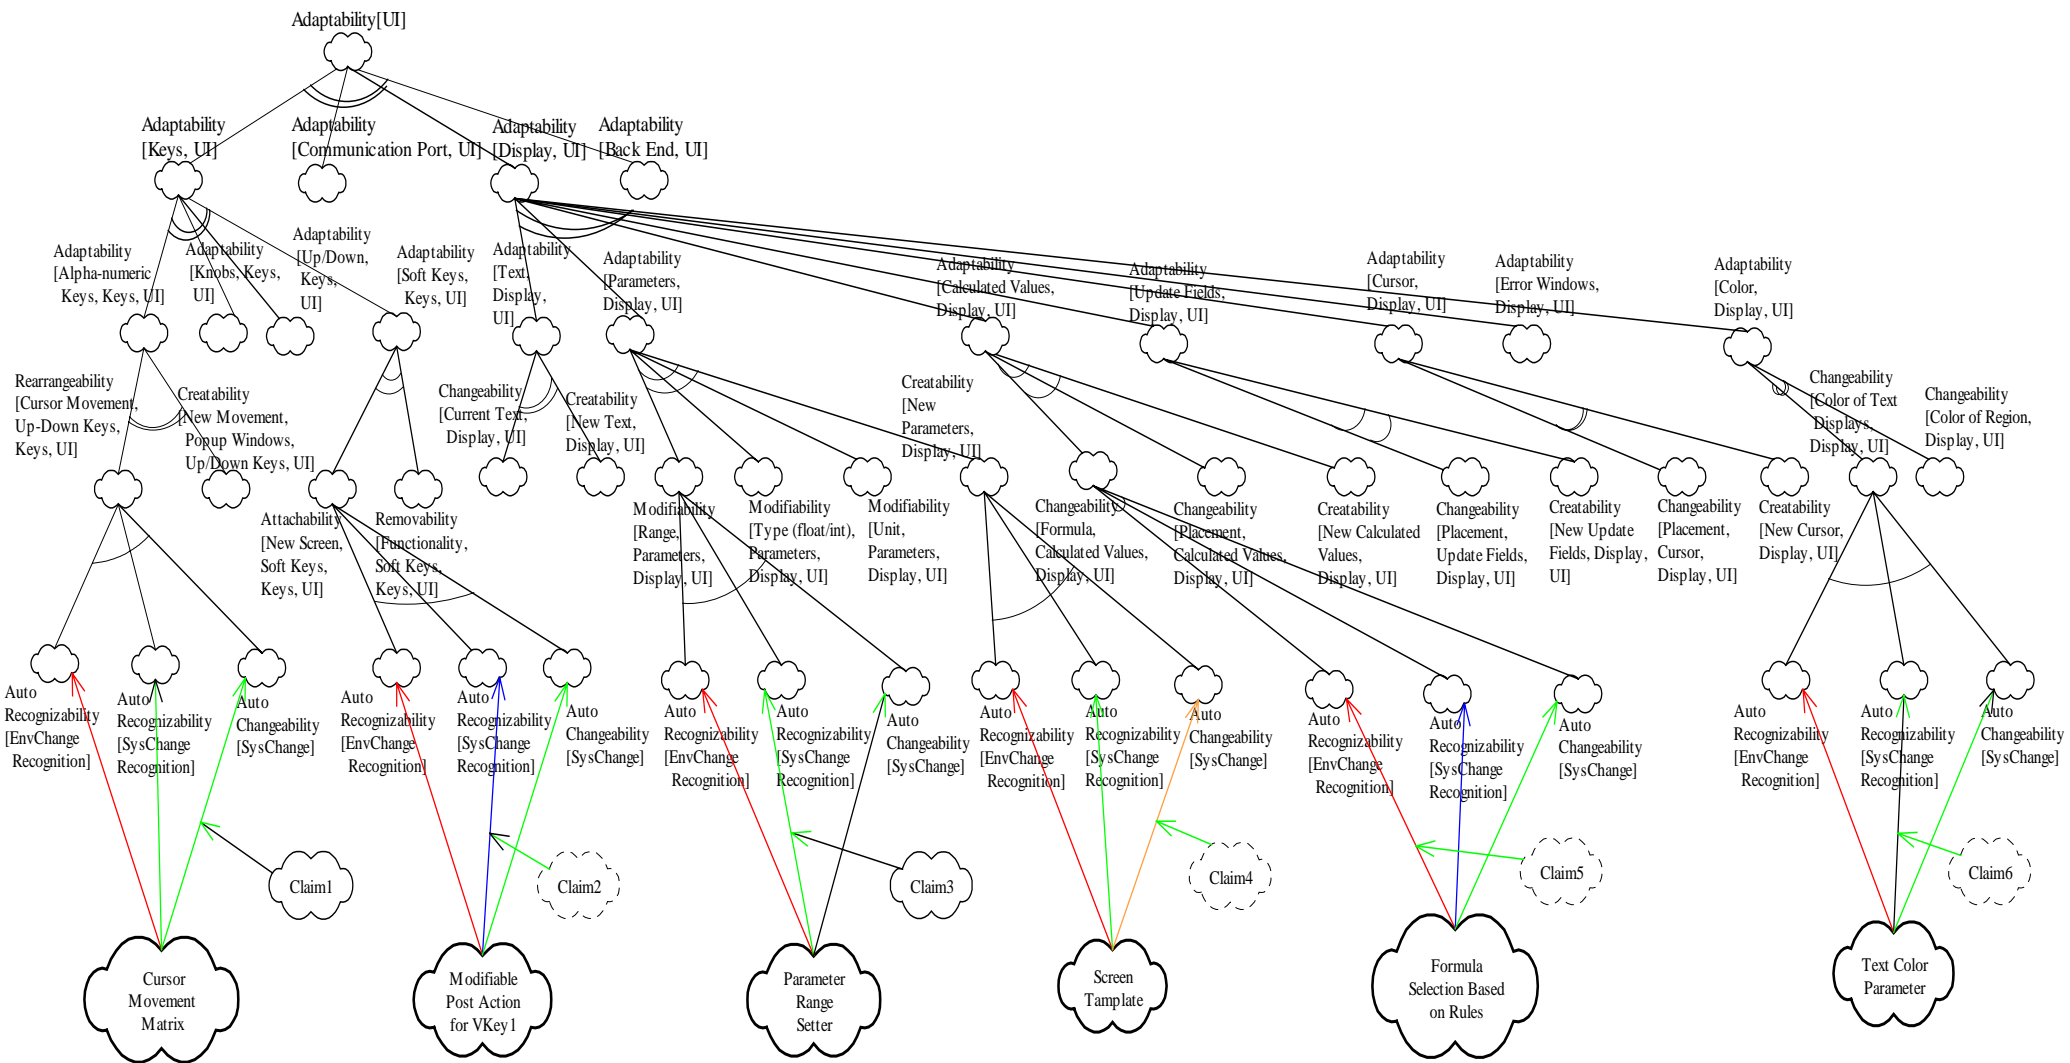 Adaptability[UI]
Adaptability
[Keys, UI]
Adaptability
[Communication Port, UI]
Adaptability
[Display, UI]
Adaptability
[Back End, UI]
Adaptability
[Alpha-numeric
Keys, Keys, UI]
Adaptability
[Knobs, Keys,
UI]
Adaptability
[Up/Down,
Keys,
UI]
Adaptability
[Soft Keys,
Keys, UI]
Adaptability
[Text,
Display,
UI]
Adaptability
[Parameters,
Display, UI]
Adaptability
[Calculated Values,
Display, UI]
Adaptability
[Update Fields,
Display, UI]
Adaptability
[Cursor,
Display, UI]
Adaptability
[Error Windows,
Display, UI]
Adaptability
[Color,
Display, UI]
Rearrangeability
[Cursor Movement,
Up-Down Keys,
Keys, UI]
Creatability
[New Movement,
Popup Windows,
Up/Down Keys, UI]
Changeability
[Current Text,
Display, UI]
Creatability
[New Text,
Display, UI]
Creatability
[New
Parameters,
Display, UI]
Changeability
[Color of Text
Displays,
Display, UI]
Changeability
[Color of Region,
Display, UI]
Attachability
[New Screen,
Soft Keys,
Keys, UI]
Removability
[Functionality,
Soft Keys,
Keys, UI]
Modifiability
[Range,
Parameters,
Display, UI]
Modifiability
[Type (float/int),
Parameters,
Display, UI]
Modifiability
[Unit,
Parameters,
Display, UI]
Changeability
[Formula,
Calculated Values,
Display, UI]
Changeability
[Placement,
Calculated Values,
Display, UI]
Creatability
[New Calculated
Values,
Display, UI]
Changeability
[Placement,
Update Fields,
Display, UI]
Creatability
[New Update
Fields, Display,
UI]
Changeability
[Placement,
Cursor,
Display, UI]
Creatability
[New Cursor,
Display, UI]
Auto
Recognizability
[EnvChange
Recognition]
Auto
Recognizability
[SysChange
Recognition]
Auto
Changeability
[SysChange]
Auto
Recognizability
[EnvChange
Recognition]
Auto
Recognizability
[SysChange
Recognition]
Auto
Changeability
[SysChange]
Auto
Recognizability
[EnvChange
Recognition]
Auto
Recognizability
[SysChange
Recognition]
Auto
Changeability
[SysChange]
Auto
Recognizability
[EnvChange
Recognition]
Auto
Recognizability
[SysChange
Recognition]
Auto
Changeability
[SysChange]
Auto
Recognizability
[EnvChange
Recognition]
Auto
Recognizability
[SysChange
Recognition]
Auto
Changeability
[SysChange]
Auto
Recognizability
[EnvChange
Recognition]
Auto
Recognizability
[SysChange
Recognition]
Auto
Changeability
[SysChange]
Claim1
Claim2
Claim3
Claim4
Claim5
Claim6
Cursor
Movement
Matrix
Modifiable
Post Action
for VKey1
Parameter
Range
Setter
Screen
Tamplate
Formula
Selection Based
on Rules
Text Color
Parameter